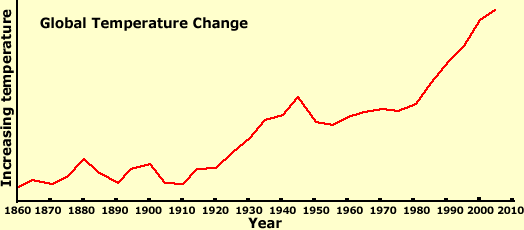 Global Temperature Change
Increasing temperature
1860 1870 1880 1890 1900 1910 1920 1930 1940 1950 1960 1970 1980 1990 2000 2010
Year